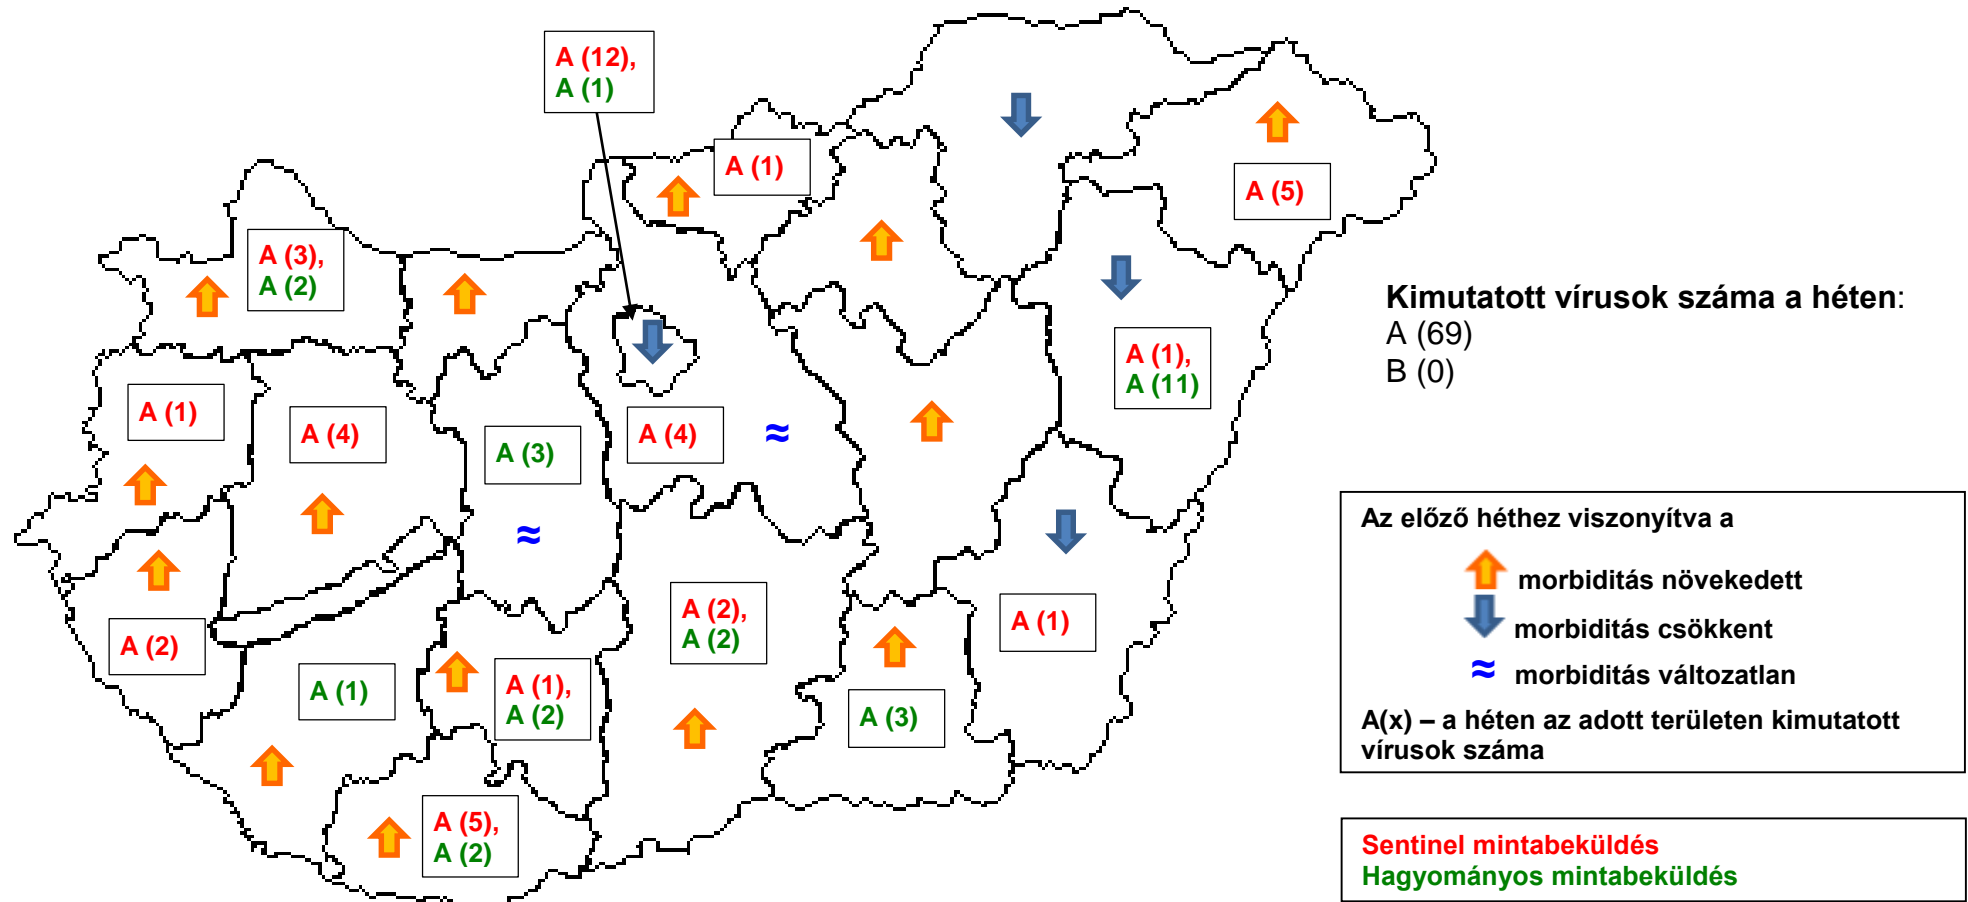 A (12),
A (1)
A (1)
A (5)
A (3),
A (2)
Kimutatott vírusok száma a héten:
A (69)
B (0)
A (1),
A (11)
A (1)
A (4)
A (3)
A (4)
≈
Az előző héthez viszonyítva a
morbiditás növekedett
morbiditás csökkent
≈ morbiditás változatlan
A(x) – a héten az adott területen kimutatott
vírusok száma
≈
A (2)
A (2),
A (2)
A (1)
A (1)
A (1),
A (2)
A (3)
A (5),
A (2)
Sentinel mintabeküldés
Hagyományos mintabeküldés